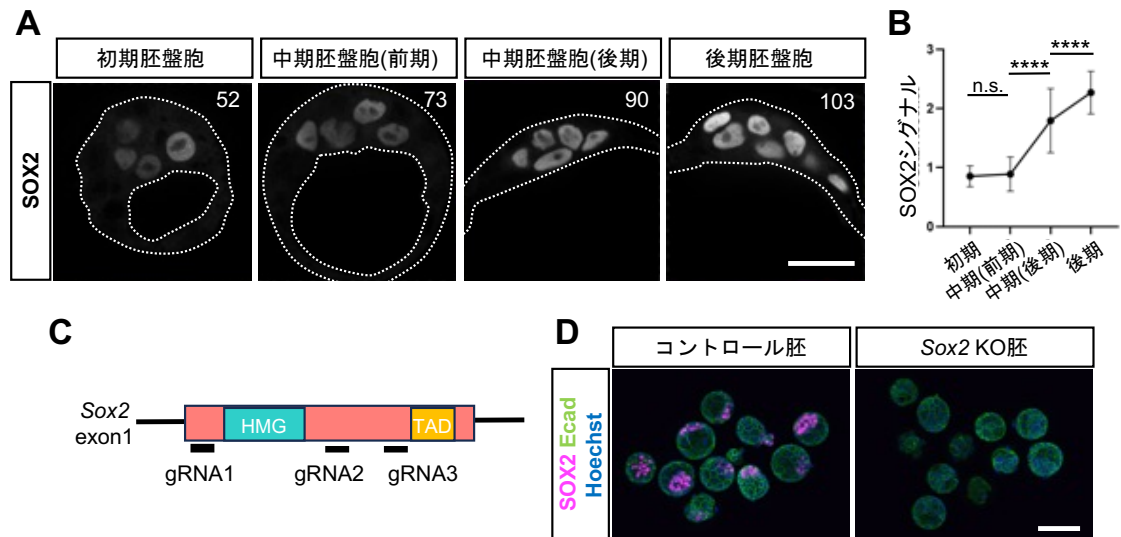 A
初期胚盤胞
中期胚盤胞(前期)
中期胚盤胞(後期)
後期胚盤胞
SOX2
52
73
90
103
B
SOX2シグナル
3
2
1
0
n.s.
****
****
初期
中期(前期)
中期(後期)
後期
C
Sox2
exon1
HMG
TAD
gRNA1
gRNA2
gRNA3
D
コントロール胚
Sox2 KO胚
SOX2 Ecad
Hoechst